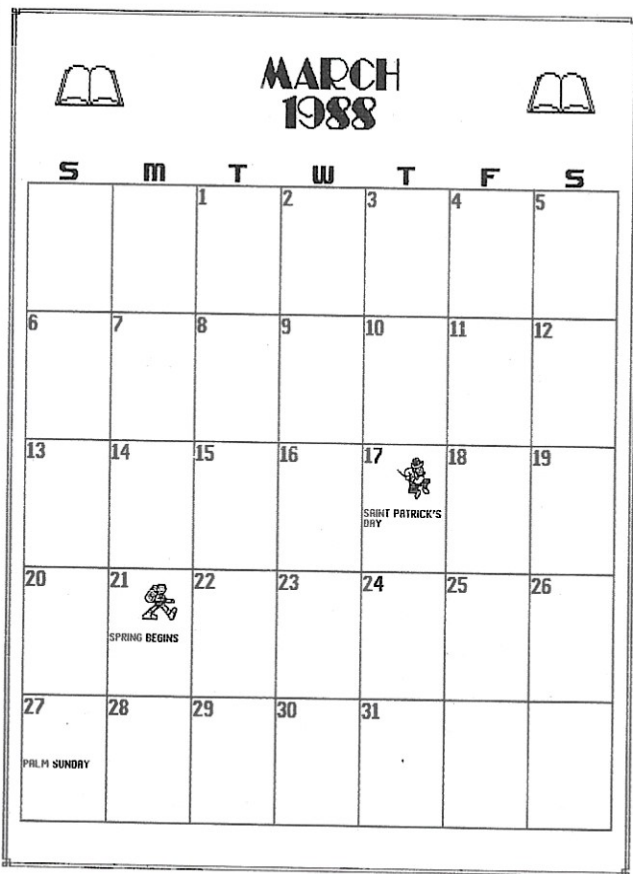 MARCH
1988
S M T W T F S
1 2 3 4 5
6 7 8 9 10 11 12
13 14 15 16 17 18 19
SAINT PATRICK'S
DAY
20 21 22 23 24 25 26
SPRING BEGINS
27 28 29 30 31
PALM SUNDAY